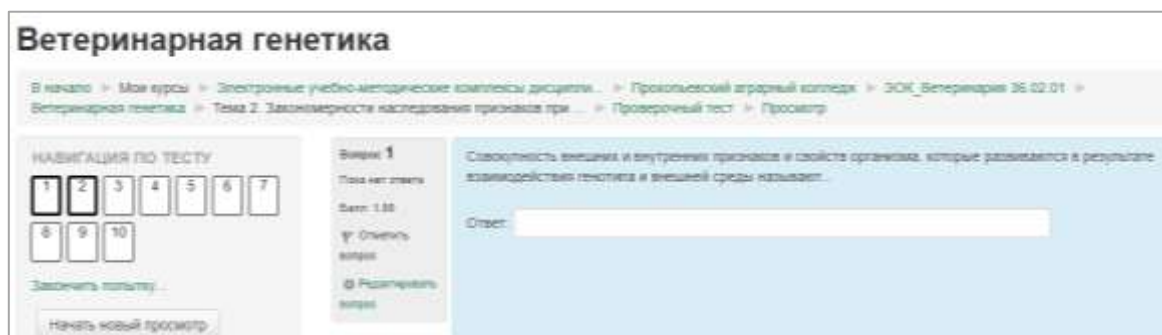 Ветеринарная генетика
В начало ► Мои курсы ► Электронные учебно-методические комплексы дисципли... ► Прокопьевский аграрный колледж ► ЭОК_Ветеринария 36.02.01 ►
Ветеринарная генетика ► Тема 2. Закономерности наследования признаков при ... ► Проверочный тест ► Просмотр
НАВИГАЦИЯ ПО ТЕСТУ
1 2 3 4 5 6 7
8 9 10
Закончить попытку...
Начать новый просмотр
Вопрос 1
Пока нет ответа
Балл: 1,00
Отметить
вопрос
Редактировать
вопрос
Совокупность внешних и внутренних признаков и свойств организма, которые развиваются в результате
взаимодействия генотипа и внешней среды называют...
Ответ: